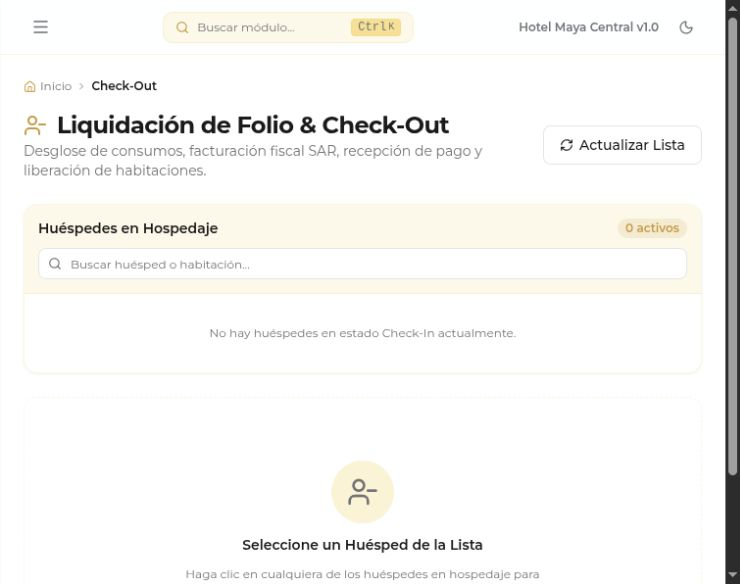 Buscar módulo...
Ctrl K
Hotel Maya Central v1.0
Inicio > Check-Out
Liquidación de Folio & Check-Out
Desglose de consumos, facturación fiscal SAR, recepción de pago y
liberación de habitaciones.
Actualizar Lista
Huéspedes en Hospedaje
0 activos
Buscar huésped o habitación...
No hay huéspedes en estado Check-In actualmente.
Seleccione un Huésped de la Lista
Haga clic en cualquiera de los huéspedes en hospedaje para